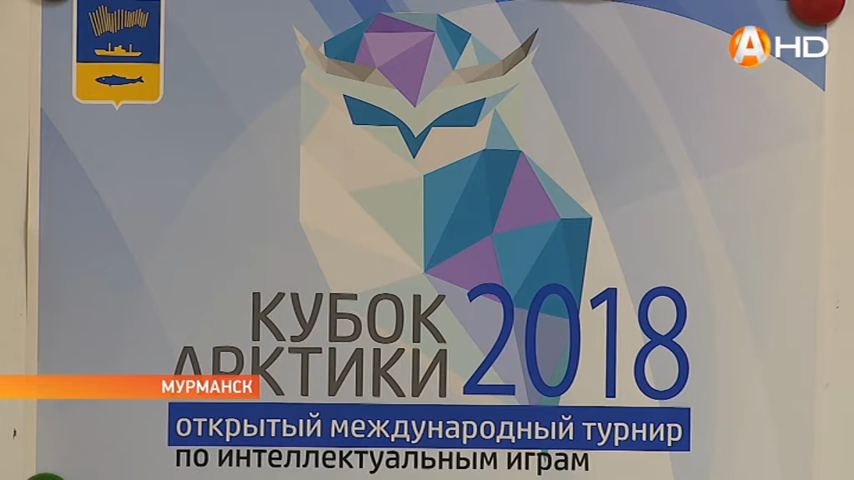 А HD
КУБОК
АРКТИКИ 2018
МУРМАНСК
открытый международный турнир
по интеллектуальным играм